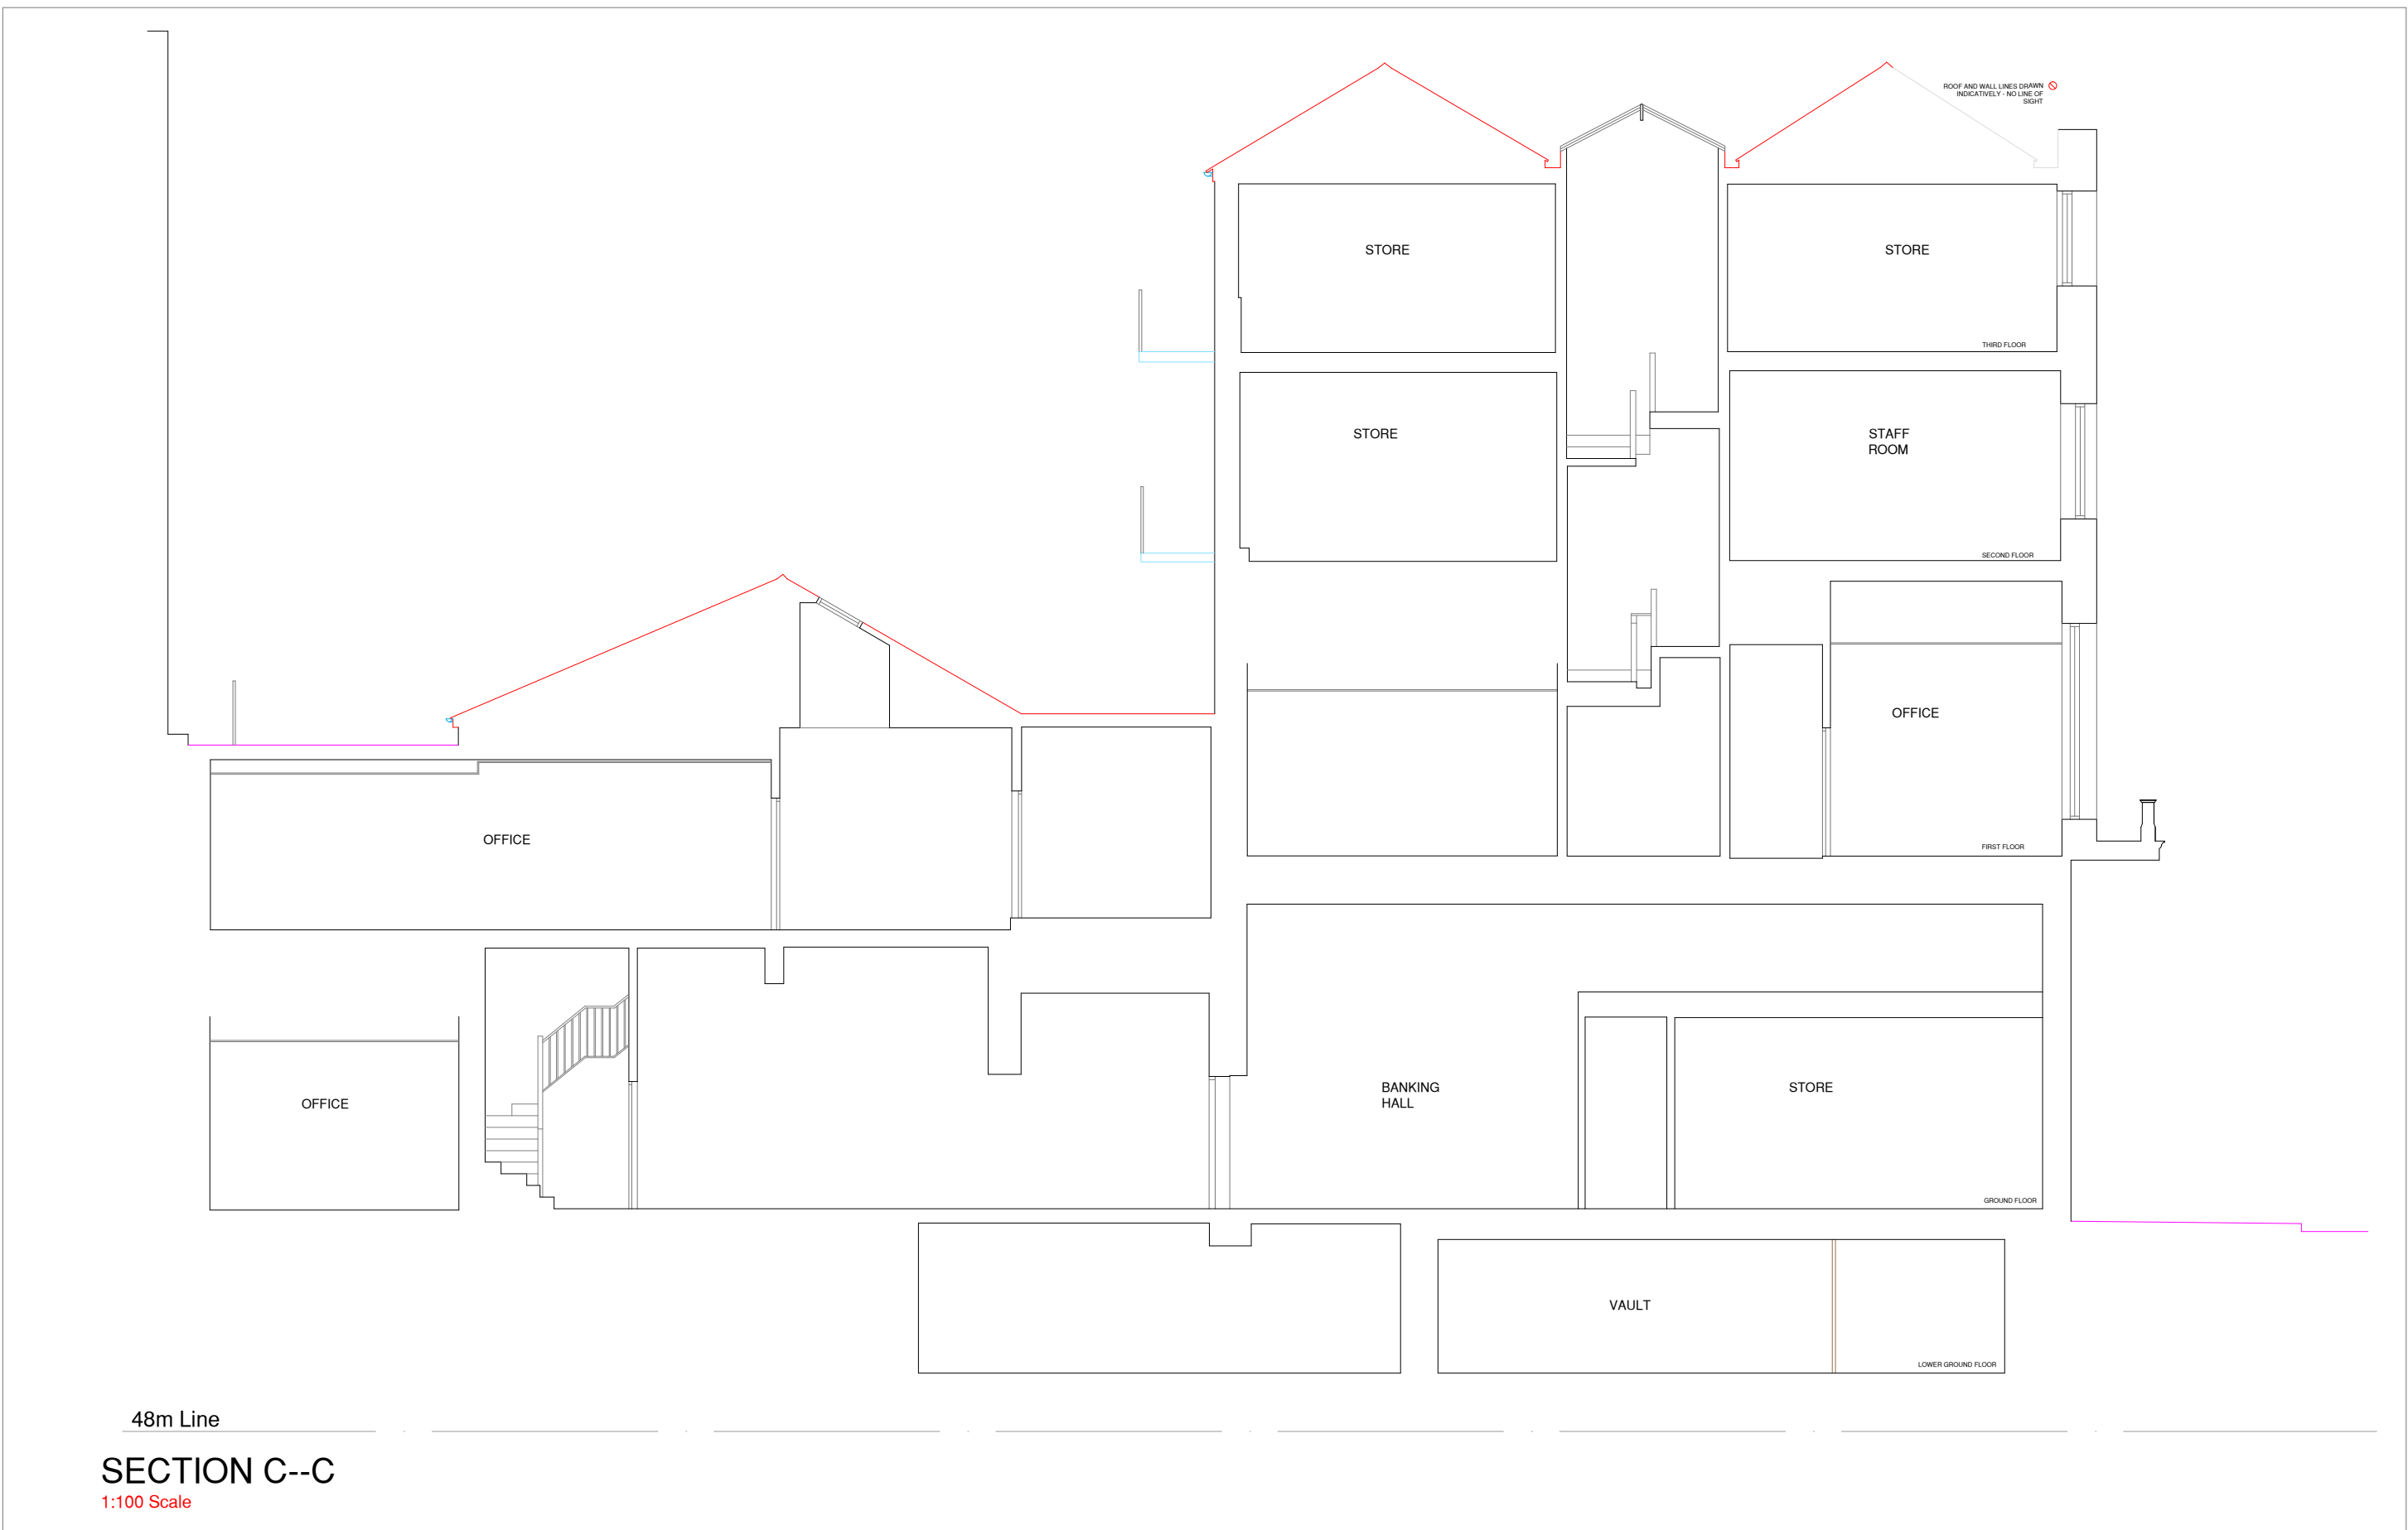 ROOF AND WALL LINES DRAWN
INDICATIVELY - NO LINE OF
SIGHT
STORE
STORE
THIRD FLOOR
STORE
STAFF
ROOM
SECOND FLOOR
OFFICE
OFFICE
FIRST FLOOR
OFFICE
BANKING
HALL
STORE
GROUND FLOOR
VAULT
LOWER GROUND FLOOR
48m Line
SECTION C--C
1:100 Scale